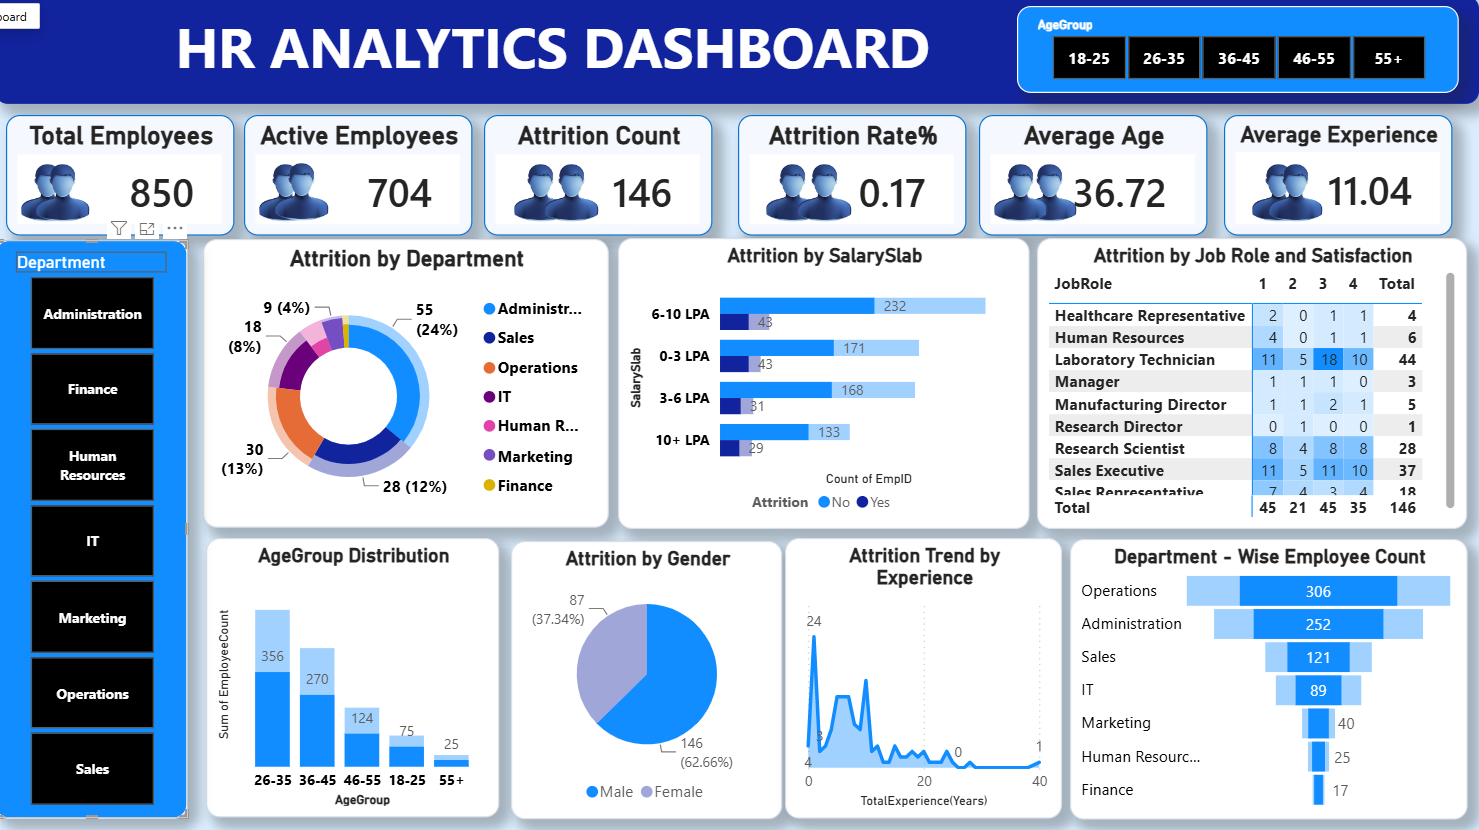 board
HR ANALYTICS DASHBOARD
AgeGroup
18-25
26-35
36-45
46-55
55+
Total Employees
850
Active Employees
704
Attrition Count
146
Attrition Rate%
0.17
Average Age
36.72
Average Experience
11.04
Department
Administration
Finance
Human
Resources
IT
Marketing
Operations
Sales
Attrition by Department
9 (4%)
18
(8%)
30
(13%)
28 (12%)
55
(24%)
Administr...
Sales
Operations
IT
Human R...
Marketing
Finance
Attrition by SalarySlab
SalarySlab
6-10 LPA
232
43
0-3 LPA
171
43
3-6 LPA
168
31
10+ LPA
133
29
Count of EmpID
Attrition No Yes
Attrition by Job Role and Satisfaction
JobRole 1 2 3 4 Total
Healthcare Representative 2 0 1 1 4
Human Resources 4 0 1 1 6
Laboratory Technician 11 5 18 10 44
Manager 1 1 1 0 3
Manufacturing Director 1 1 2 1 5
Research Director 0 1 0 0 1
Research Scientist 8 4 8 8 28
Sales Executive 11 5 11 10 37
Sales Representative 7 4 3 4 18
Total 45 21 45 35 146
AgeGroup Distribution
Sum of EmployeeCount
356
270
124
75
25
26-35 36-45 46-55 18-25 55+
AgeGroup
Attrition by Gender
87
(37.34%)
146
(62.66%)
Male Female
Attrition Trend by
Experience
24
3
4
0
1
0 20 40
TotalExperience(Years)
Department - Wise Employee Count
Operations 306
Administration 252
Sales 121
IT 89
Marketing 40
Human Resourc... 25
Finance 17